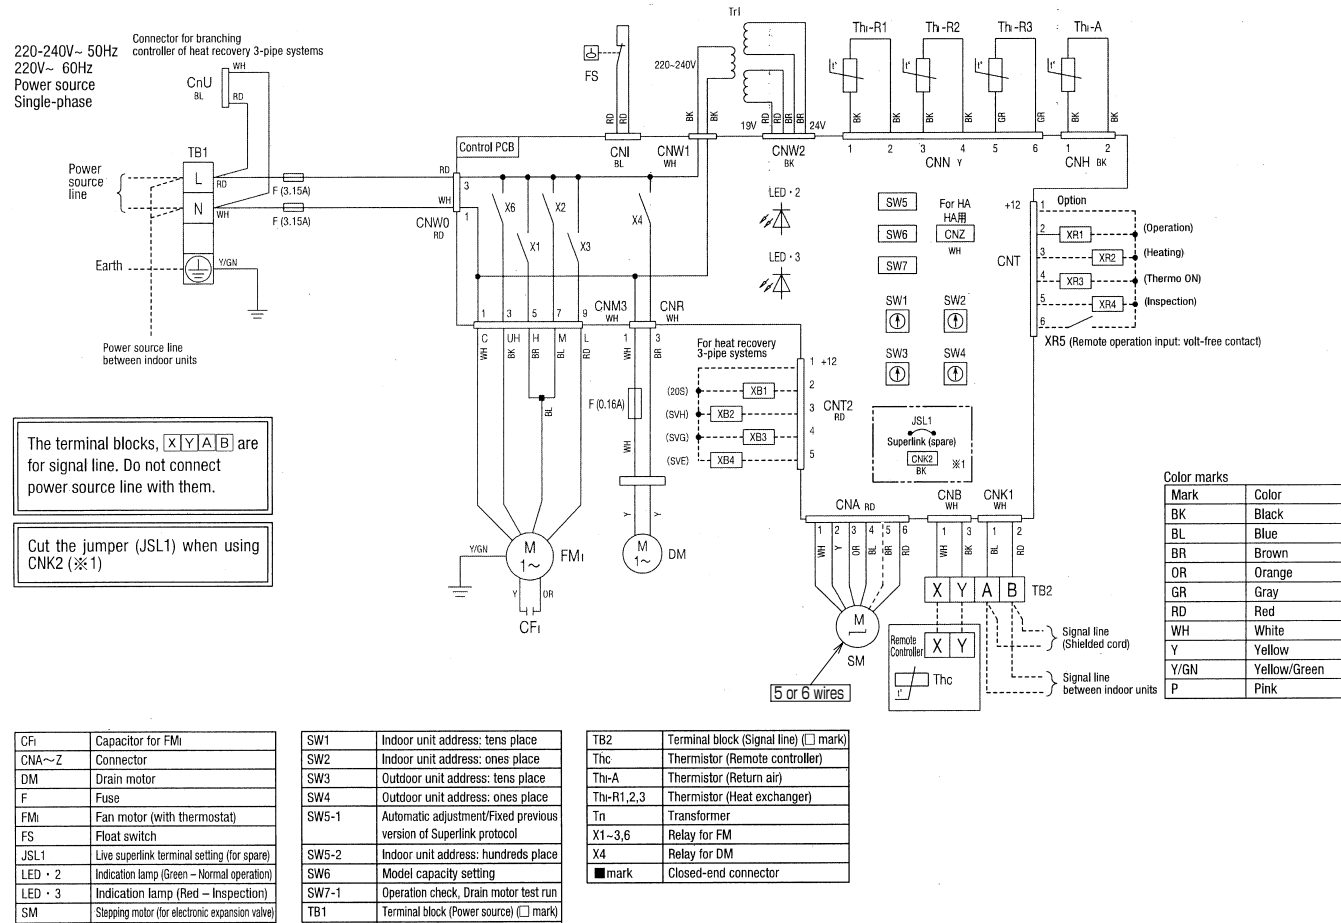 220-240V~ 50Hz
220V~ 60Hz
Power source
Single-phase
Connector for branching
controller of heat recovery 3-pipe systems
CnU
BL
WH
RD
TB1
L
RD
N
WH
Y/GN
Power
source
line
Earth
Power source line
between indoor units
F (3.15A)
F (3.15A)
RD
WH
3
1
CNW0
RD
Control PCB
FS
RD
RD
CNI
BL
220~240V
BK
BK
CNW1
WH
TrI
19V
24V
RD
RD
BR
BR
CNW2
BK
ThI-R1
ThI-R2
ThI-R3
ThI-A
t°
t°
t°
t°
BK
BK
BK
BK
GR
GR
BK
BK
1 2 3 4 5 6
CNN Y
1 2
CNH BK
X6
X1
X2
X3
X4
LED・2
LED・3
SW5
SW6
SW7
For HA
HA用
CNZ
WH
SW1
SW2
SW3
SW4
+12
CNT
Option
1
2 XR1 (Operation)
3 XR2 (Heating)
4 XR3 (Thermo ON)
5 XR4 (Inspection)
6
XR5 (Remote operation input: volt-free contact)
CNM3
WH
CNR
WH
1 3 5 7 9
C UH H M L
WH
BK
BR
BL
RD
BL
1 3
WH
BR
F (0.16A)
WH
Y
Y
M
1~
FMI
Y/GN
Y
OR
CFI
M
1~
DM
For heat recovery
3-pipe systems
1 +12
(20S) XB1 2
(SVH) XB2 3
(SVG) XB3 4
(SVE) XB4 5
CNT2
RD
JSL1
Superlink (spare)
CNK2
BK
※1
CNA RD
1 2 3 4 5 6
WH
Y
OR
BL
BR
RD
M
SM
5 or 6 wires
CNB
WH
1 3
WH
BK
CNK1
WH
1 2
BL
RD
X Y A B TB2
Remote
Controller
X Y
t°
Thc
Signal line
(Shielded cord)
Signal line
between indoor units
The terminal blocks, X Y A B are
for signal line. Do not connect
power source line with them.
Cut the jumper (JSL1) when using
CNK2 (※1)
Color marks
Mark Color
BK Black
BL Blue
BR Brown
OR Orange
GR Gray
RD Red
WH White
Y Yellow
Y/GN Yellow/Green
P Pink
CFI Capacitor for FMI
CNA～Z Connector
DM Drain motor
F Fuse
FMI Fan motor (with thermostat)
FS Float switch
JSL1 Live superlink terminal setting (for spare)
LED・2 Indication lamp (Green – Normal operation)
LED・3 Indication lamp (Red – Inspection)
SM Stepping motor (for electronic expansion valve)
SW1 Indoor unit address: tens place
SW2 Indoor unit address: ones place
SW3 Outdoor unit address: tens place
SW4 Outdoor unit address: ones place
SW5-1 Automatic adjustment/Fixed previous
version of Superlink protocol
SW5-2 Indoor unit address: hundreds place
SW6 Model capacity setting
SW7-1 Operation check, Drain motor test run
TB1 Terminal block (Power source) (□ mark)
TB2 Terminal block (Signal line) (□ mark)
Thc Thermistor (Remote controller)
ThI-A Thermistor (Return air)
ThI-R1,2,3 Thermistor (Heat exchanger)
TrI Transformer
X1~3,6 Relay for FM
X4 Relay for DM
■mark Closed-end connector